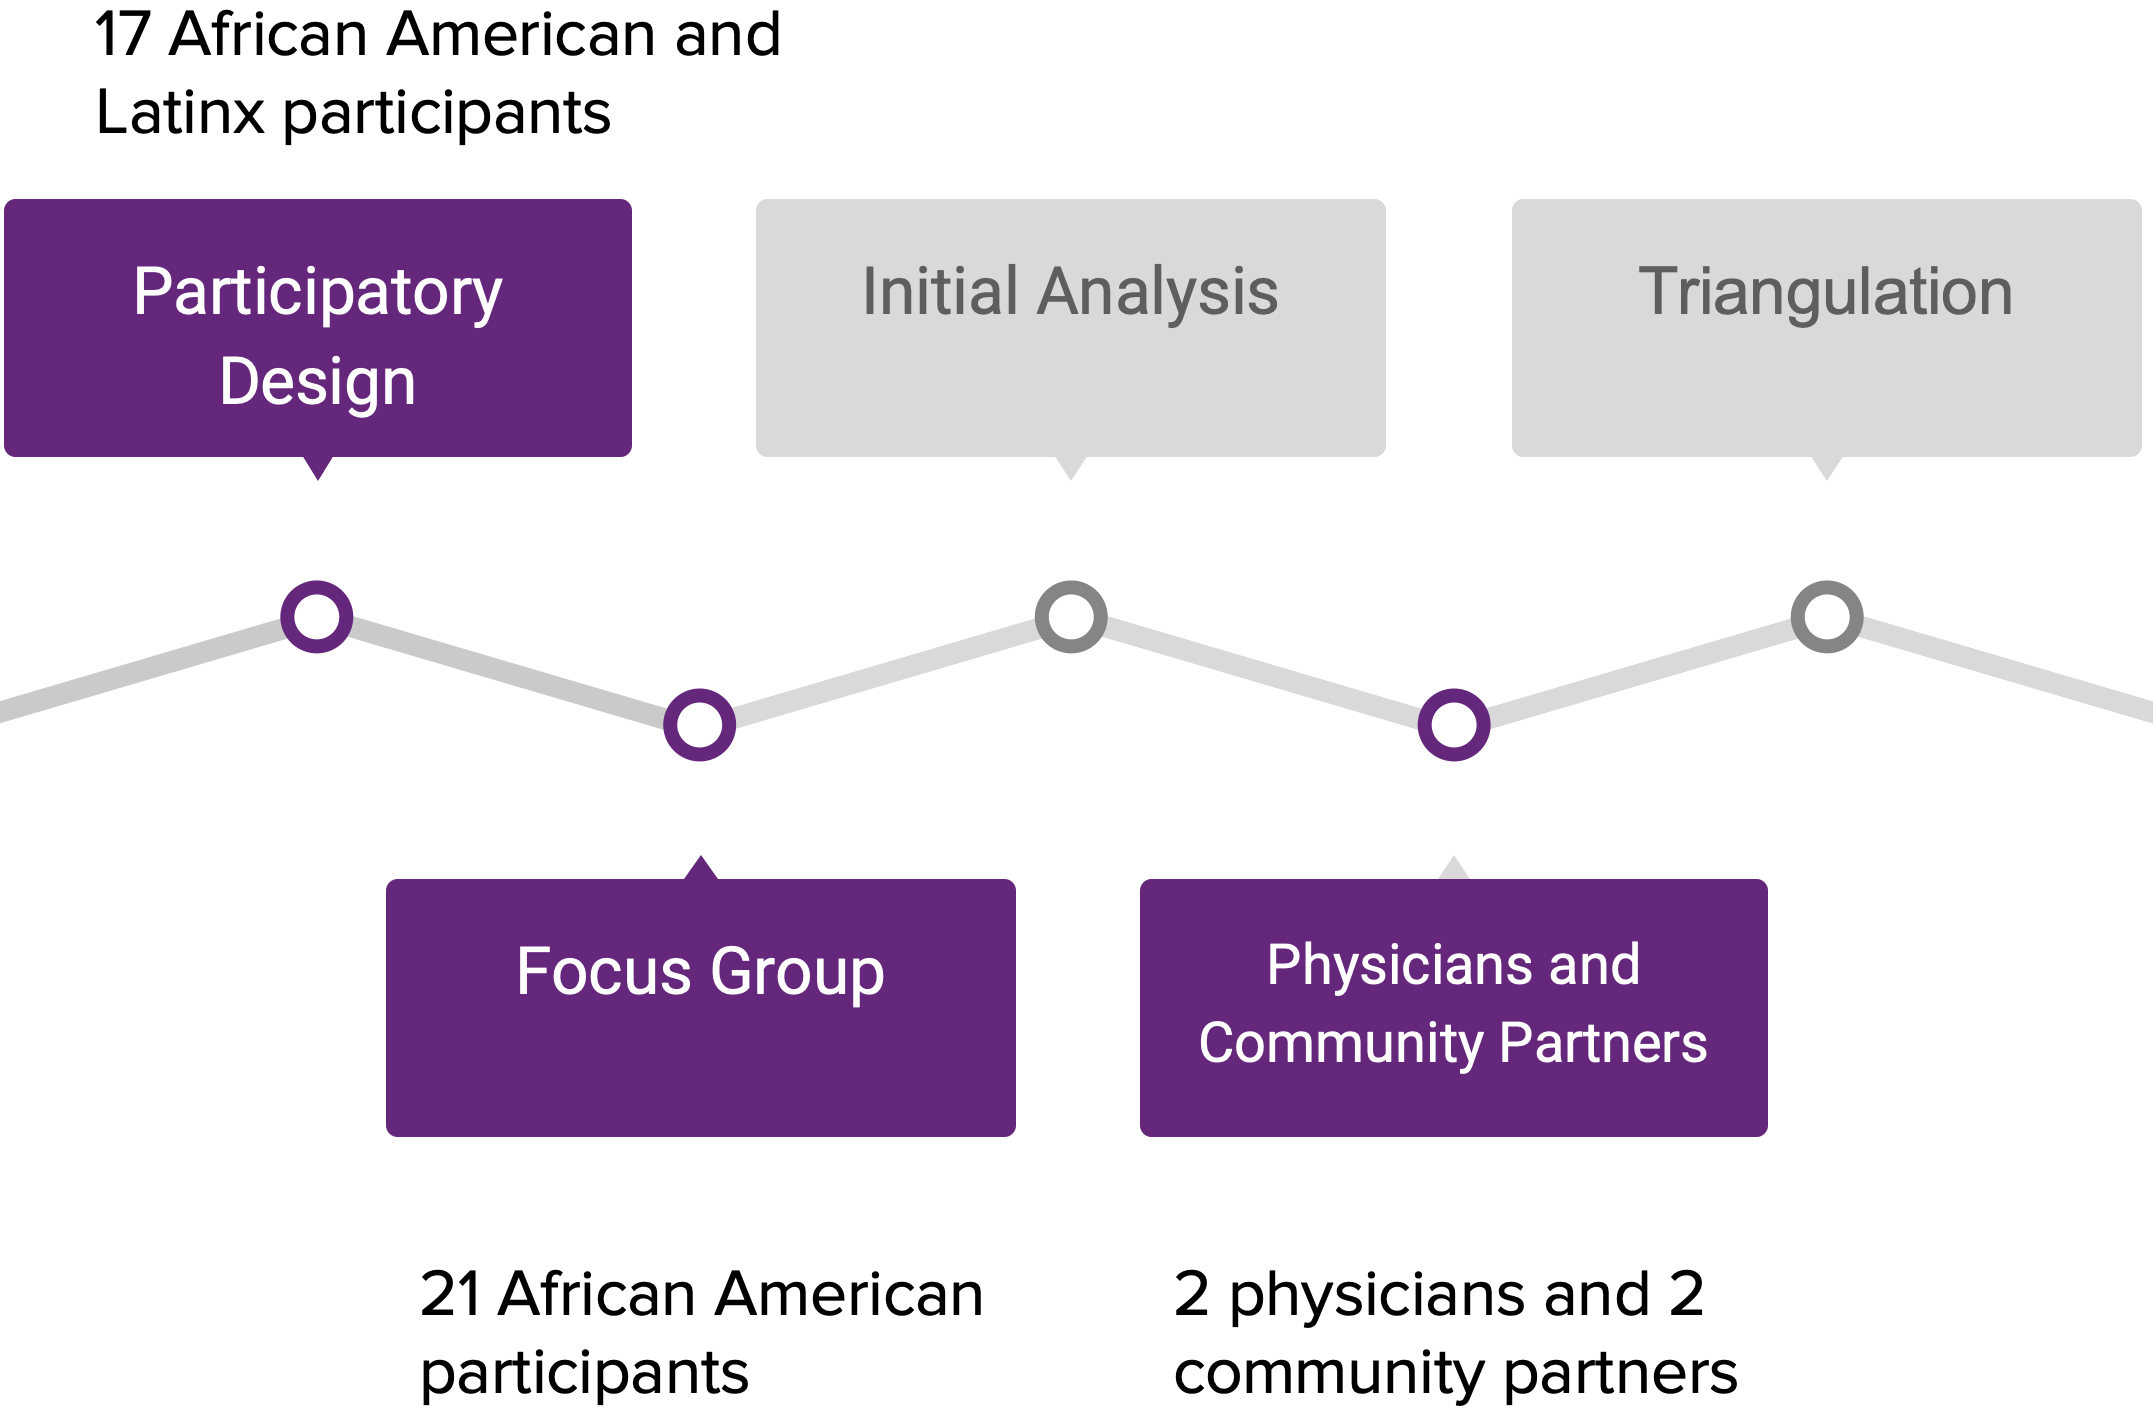 17 African American and
Latinx participants
Participatory
Design
Initial Analysis
Triangulation
Focus Group
Physicians and
Community Partners
21 African American
participants
2 physicians and 2
community partners